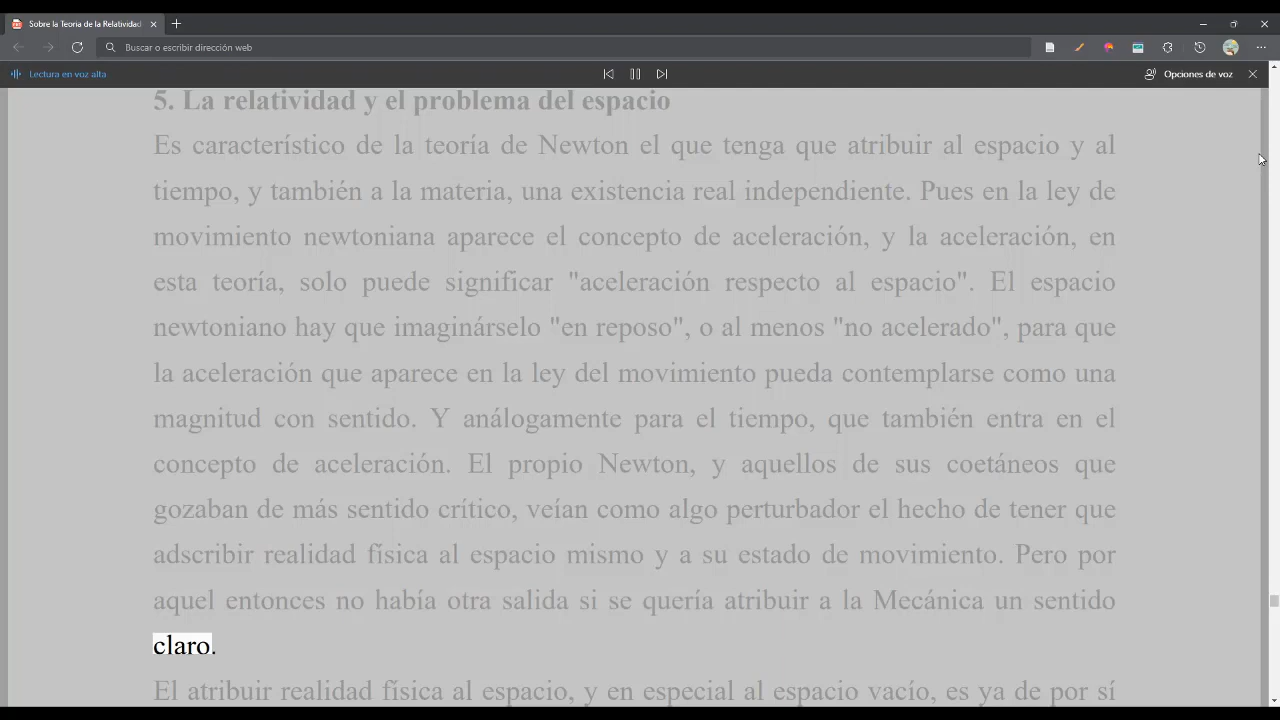 Sobre la Teoria de la Relatividad
Buscar o escribir dirección web
Lectura en voz alta
Opciones de voz
5. La relatividad y el problema del espacio
Es característico de la teoría de Newton el que tenga que atribuir al espacio y al
tiempo, y también a la materia, una existencia real independiente. Pues en la ley de
movimiento newtoniana aparece el concepto de aceleración, y la aceleración, en
esta teoría, solo puede significar "aceleración respecto al espacio". El espacio
newtoniano hay que imaginárselo "en reposo", o al menos "no acelerado", para que
la aceleración que aparece en la ley del movimiento pueda contemplarse como una
magnitud con sentido. Y análogamente para el tiempo, que también entra en el
concepto de aceleración. El propio Newton, y aquellos de sus coetáneos que
gozaban de más sentido crítico, veían como algo perturbador el hecho de tener que
adscribir realidad física al espacio mismo y a su estado de movimiento. Pero por
aquel entonces no había otra salida si se quería atribuir a la Mecánica un sentido
claro.
El atribuir realidad física al espacio, y en especial al espacio vacío, es ya de por sí